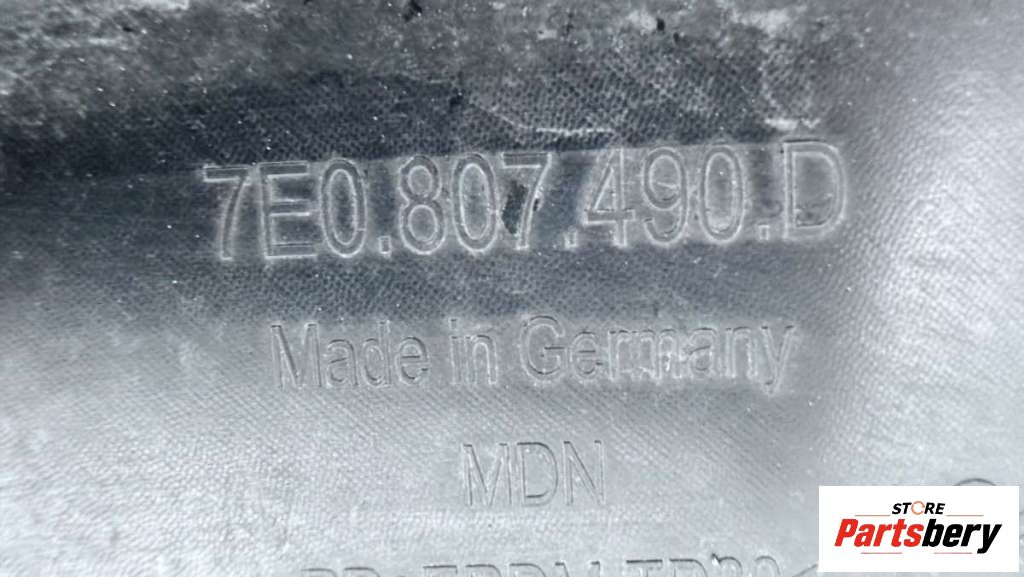 7E0.807.490.D
Made in Germany
MDN
STORE
Partsbery